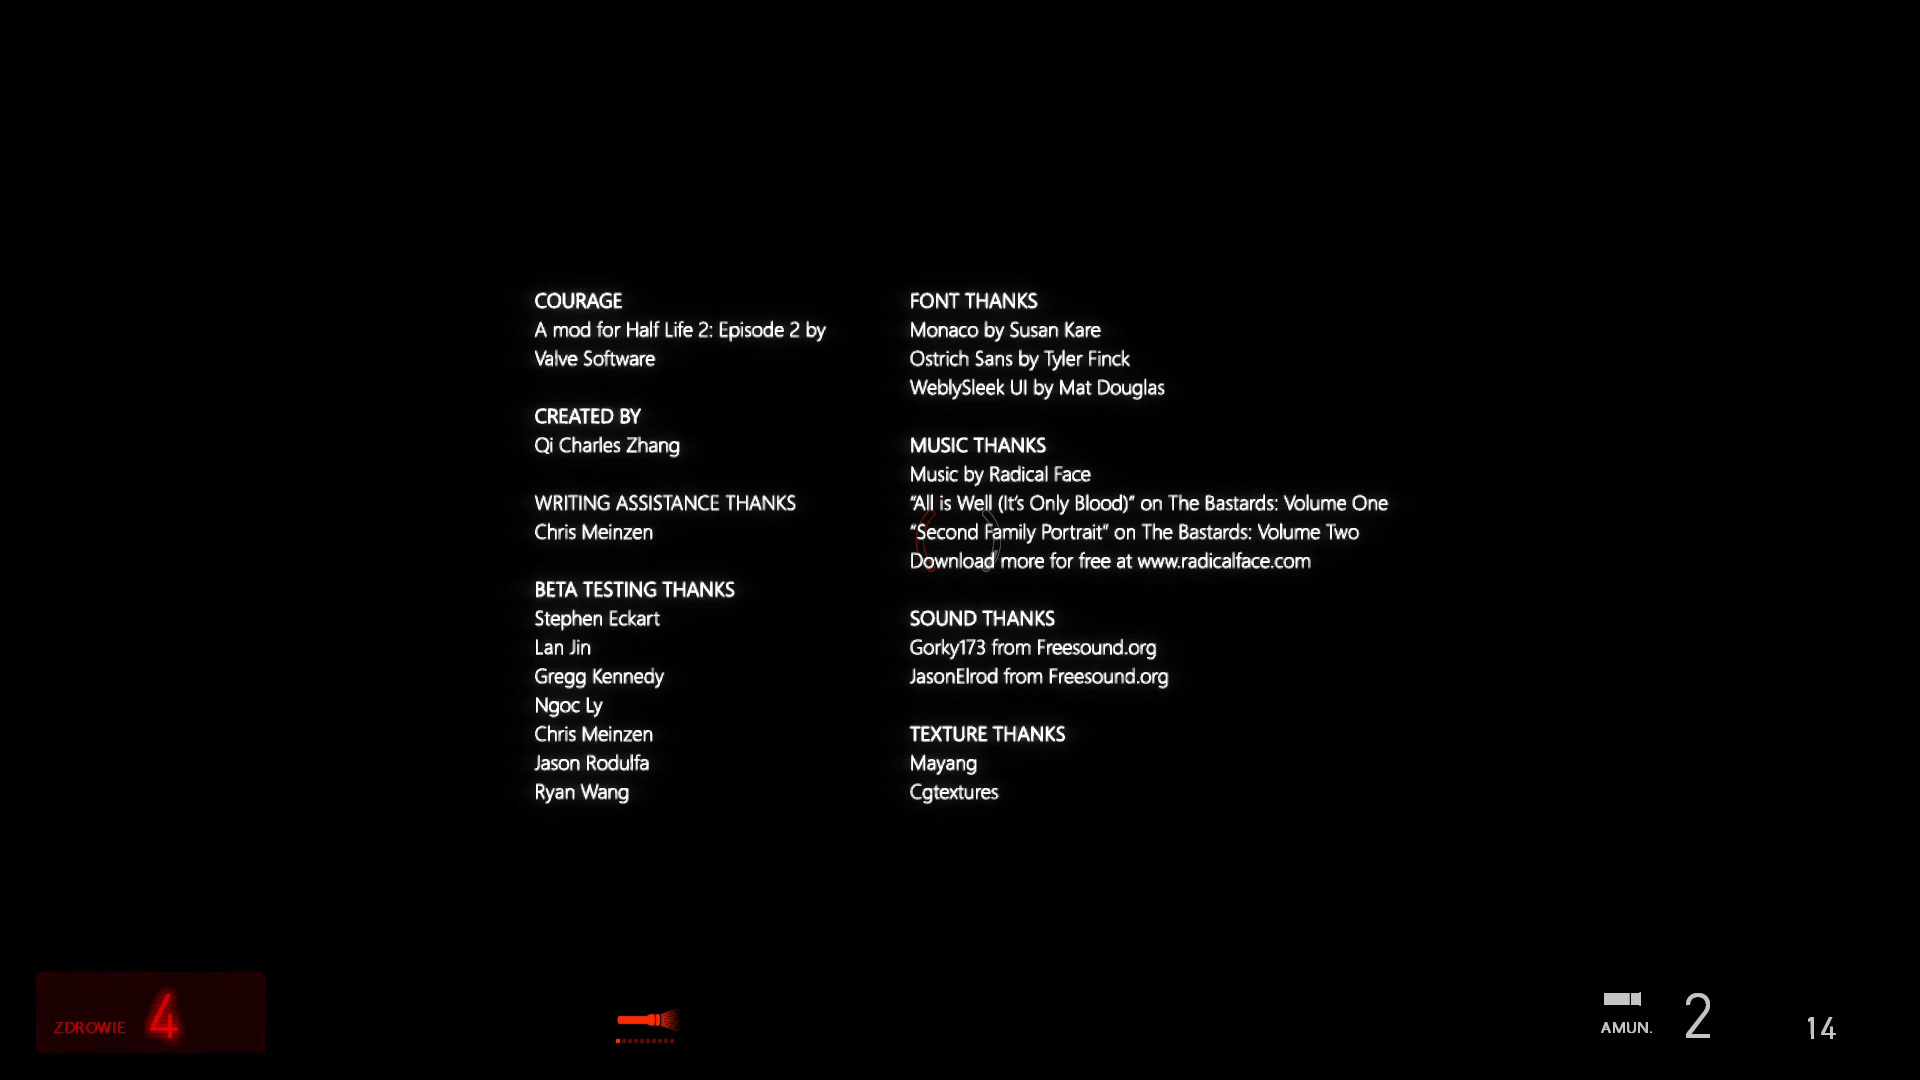 COURAGE
A mod for Half Life 2: Episode 2 by
Valve Software
CREATED BY
Qi Charles Zhang
WRITING ASSISTANCE THANKS
Chris Meinzen
BETA TESTING THANKS
Stephen Eckart
Lan Jin
Gregg Kennedy
Ngoc Ly
Chris Meinzen
Jason Rodulfa
Ryan Wang
FONT THANKS
Monaco by Susan Kare
Ostrich Sans by Tyler Finck
WeblySleek UI by Mat Douglas
MUSIC THANKS
Music by Radical Face
“All is Well (It’s Only Blood)” on The Bastards: Volume One
“Second Family Portrait” on The Bastards: Volume Two
Download more for free at www.radicalface.com
SOUND THANKS
Gorky173 from Freesound.org
JasonElrod from Freesound.org
TEXTURE THANKS
Mayang
Cgtextures
ZDROWIE 4
AMUN. 2 14